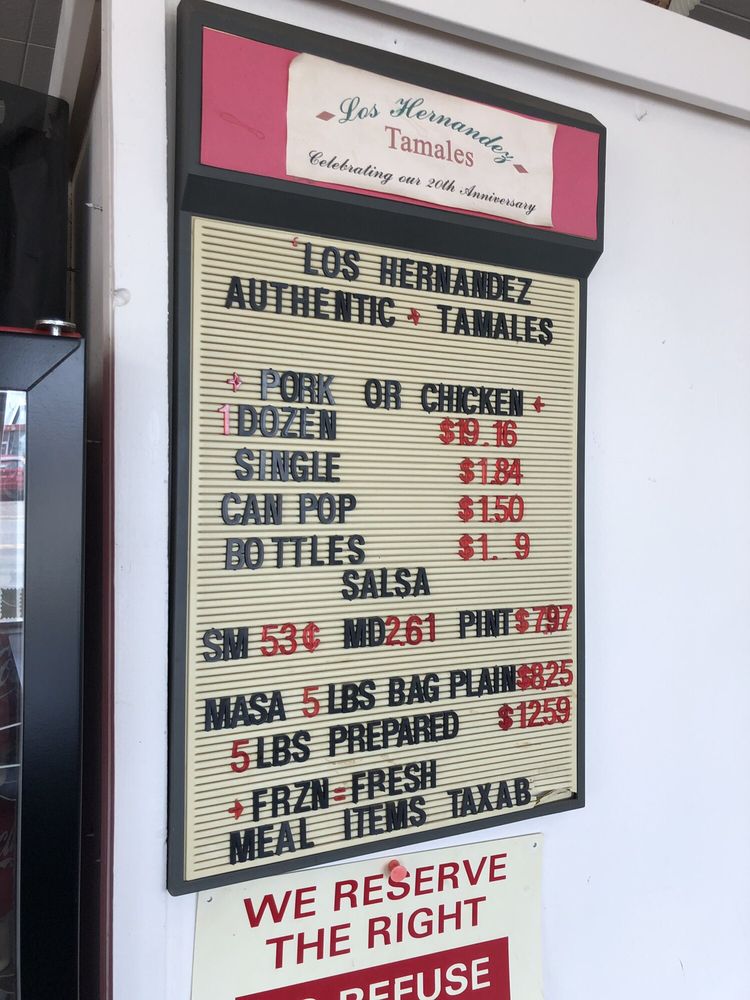 Los Hernandez
Tamales
Celebrating our 20th Anniversary
'LOS HERNANDEZ
AUTHENTIC TAMALES
PORK OR CHICKEN
1 DOZEN $19.16
SINGLE $1.84
CAN POP $1.50
BOTTLES $1. 9
SALSA
SM 53¢ MD 2.61 PINT $7.97
MASA 5 LBS BAG PLAIN $8.25
5 LBS PREPARED $12.59
FRZN = FRESH
MEAL ITEMS TAXAB
WE RESERVE
THE RIGHT
REFUSE